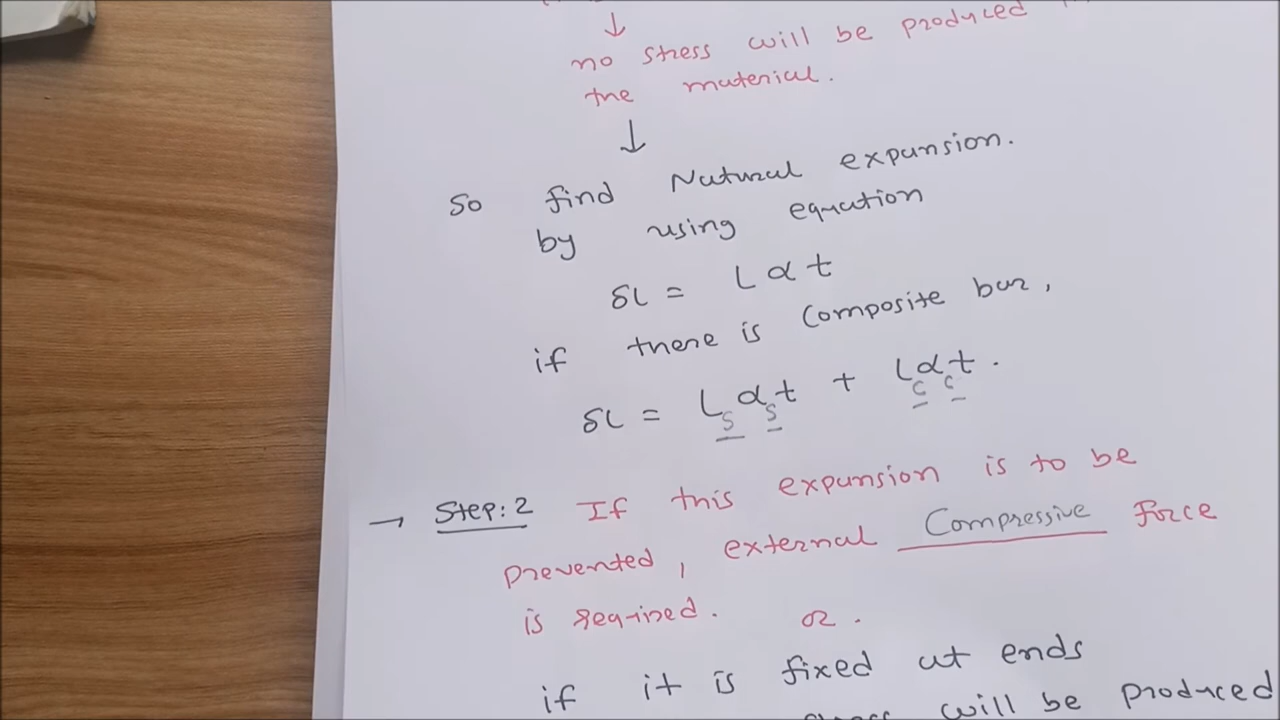 ↓
no stress will be produced
the material.
↓
so find Natural expansion.
by using equation
δL = L α t
if there is composite bar,
δL = Ls αs t + Lc αc t.
→ Step: 2 If this expansion is to be
prevented, external Compressive force
is required. or.
if it is fixed at ends
will be produced